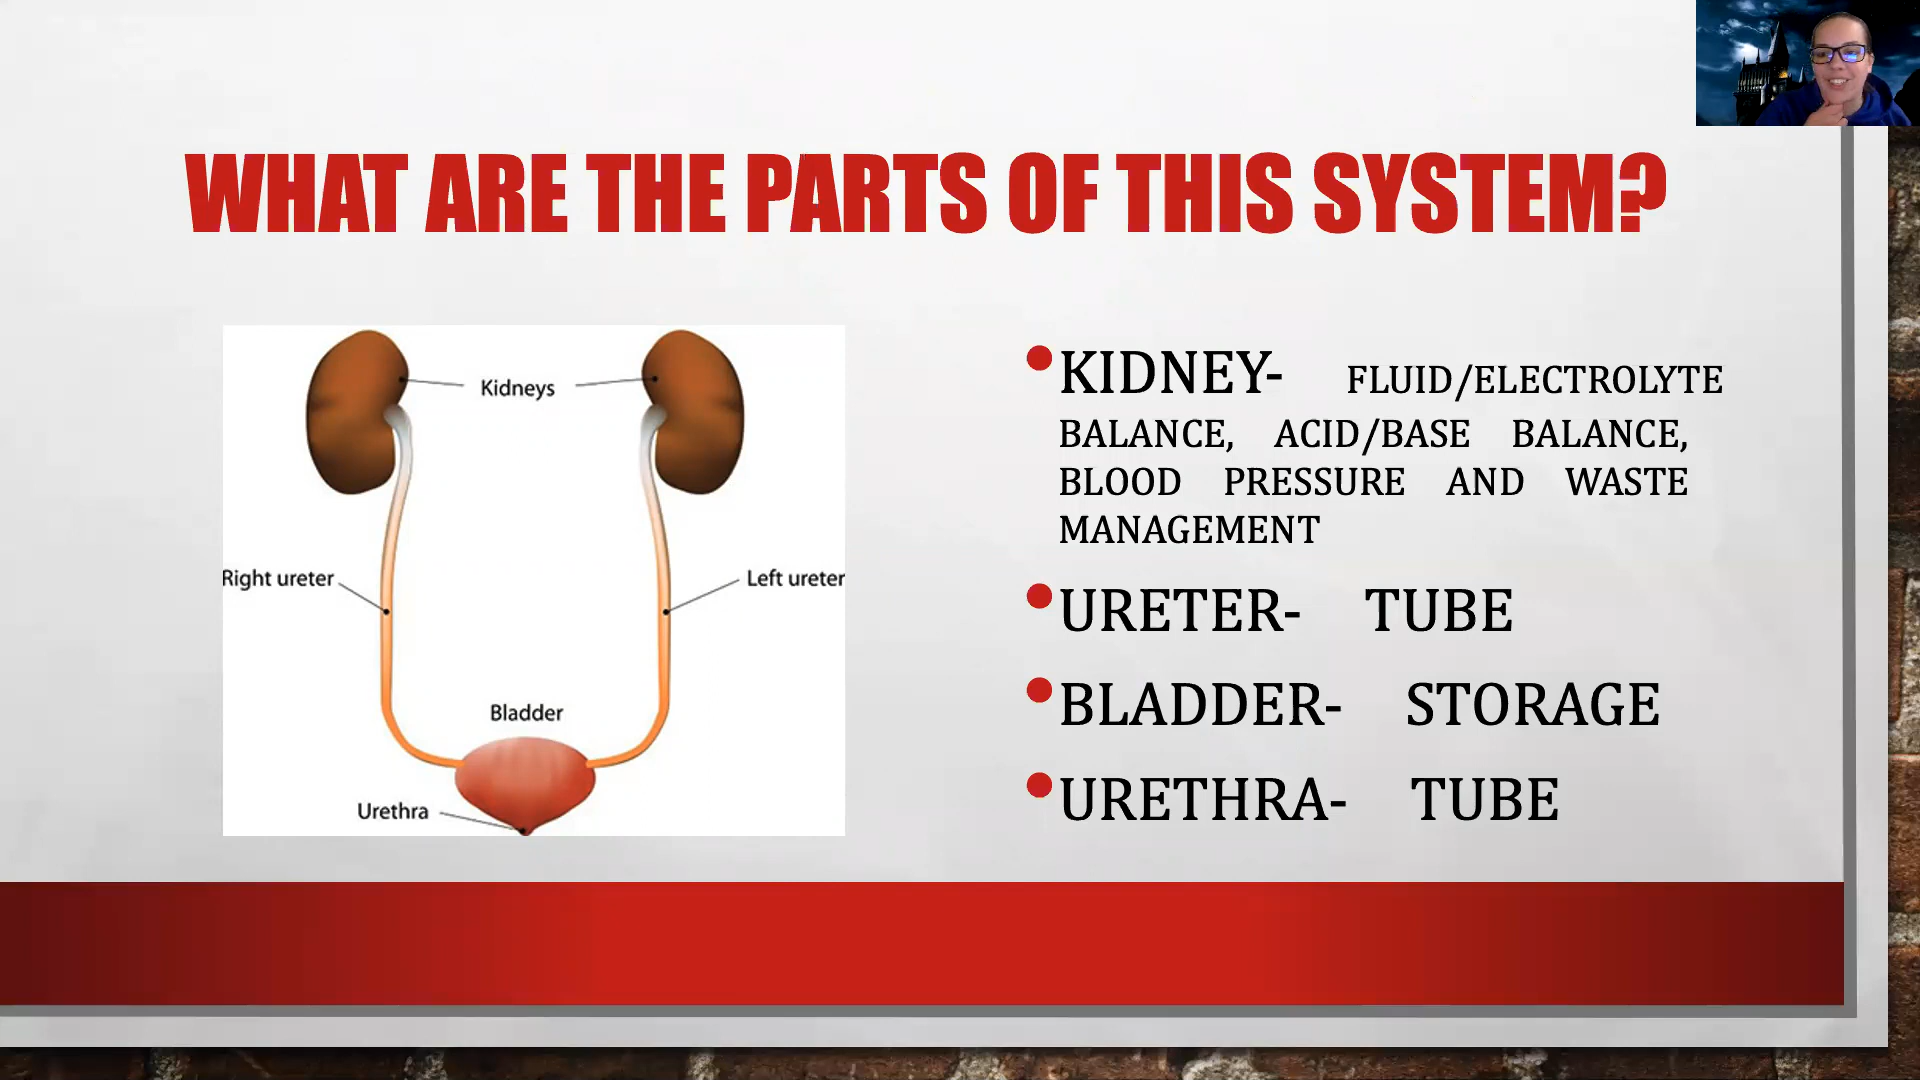 WHAT ARE THE PARTS OF THIS SYSTEM?
Kidneys
Right ureter
Left ureter
Bladder
Urethra
• KIDNEY- FLUID/ELECTROLYTE
BALANCE, ACID/BASE BALANCE,
BLOOD PRESSURE AND WASTE
MANAGEMENT
• URETER- TUBE
• BLADDER- STORAGE
• URETHRA- TUBE